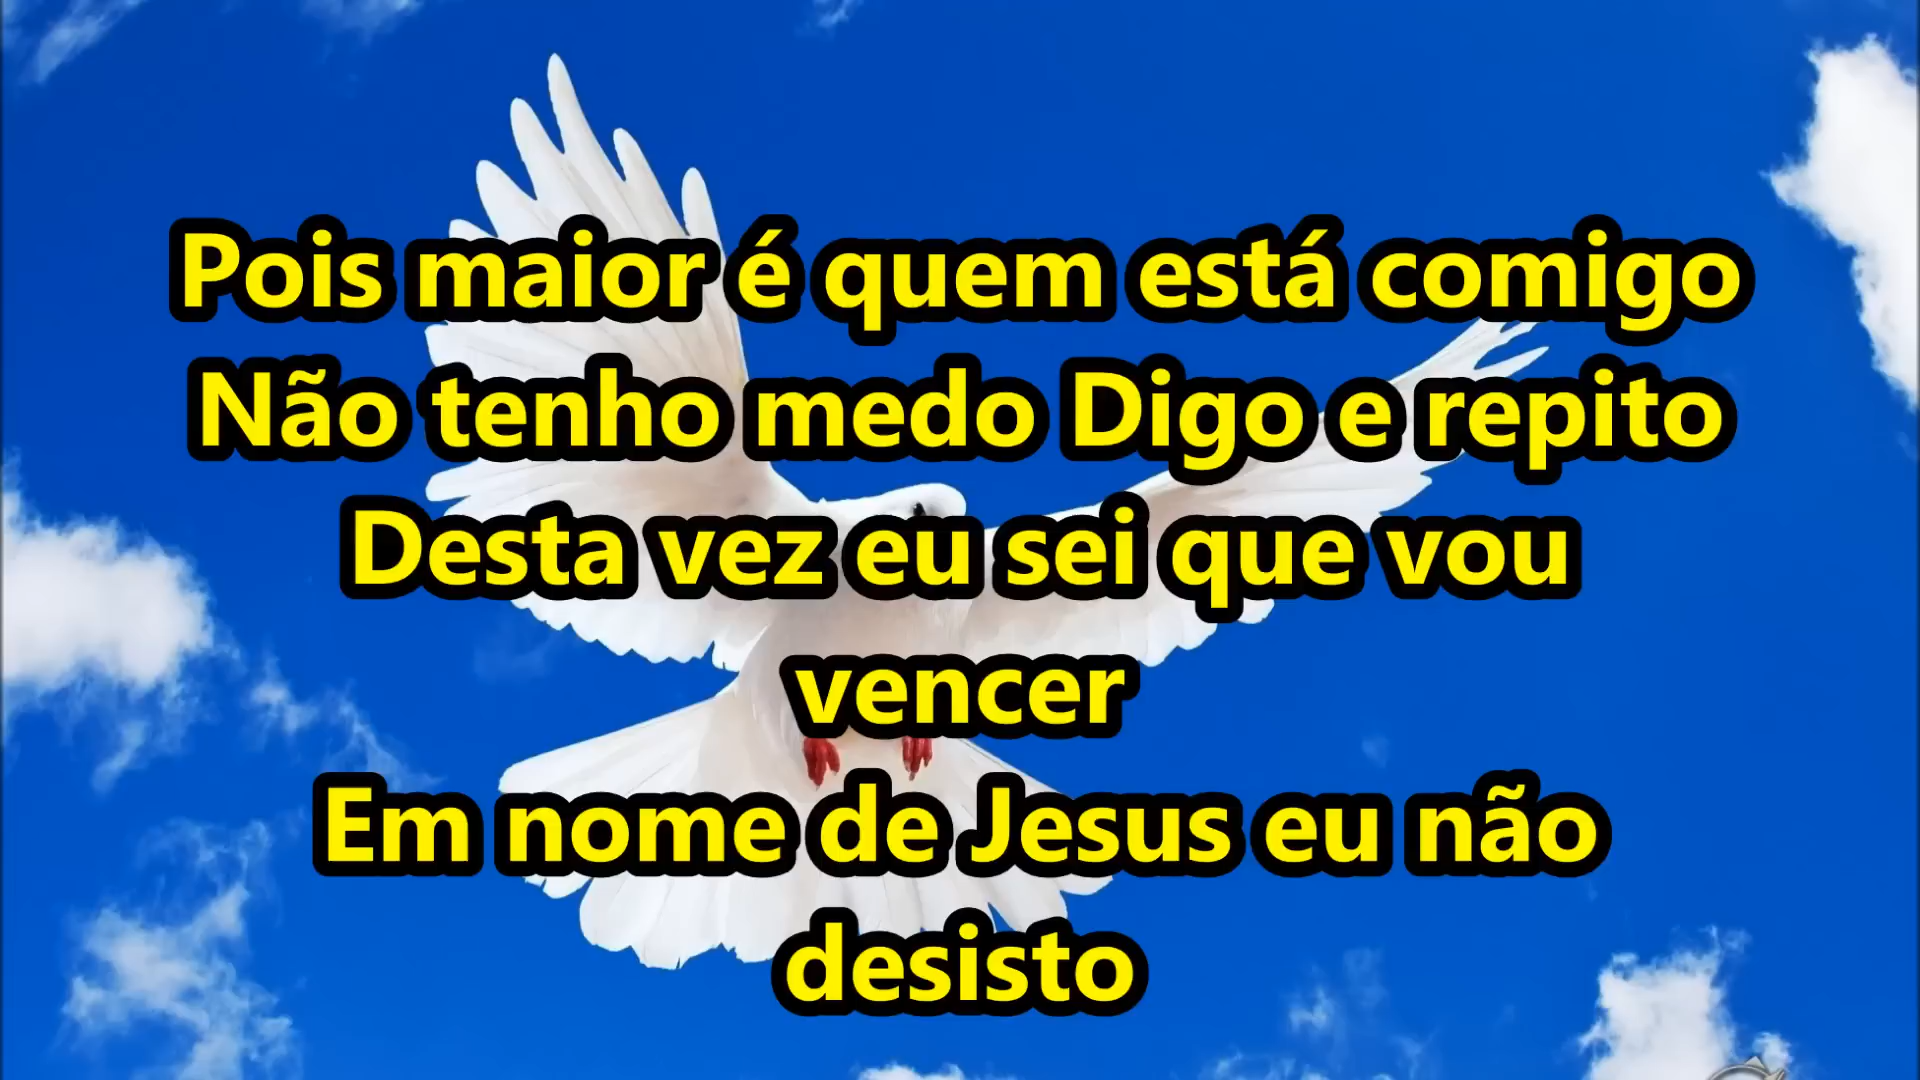 Pois maior é quem está comigo
Não tenho medo Digo e repito
Desta vez eu sei que vou
vencer
Em nome de Jesus eu não
desisto